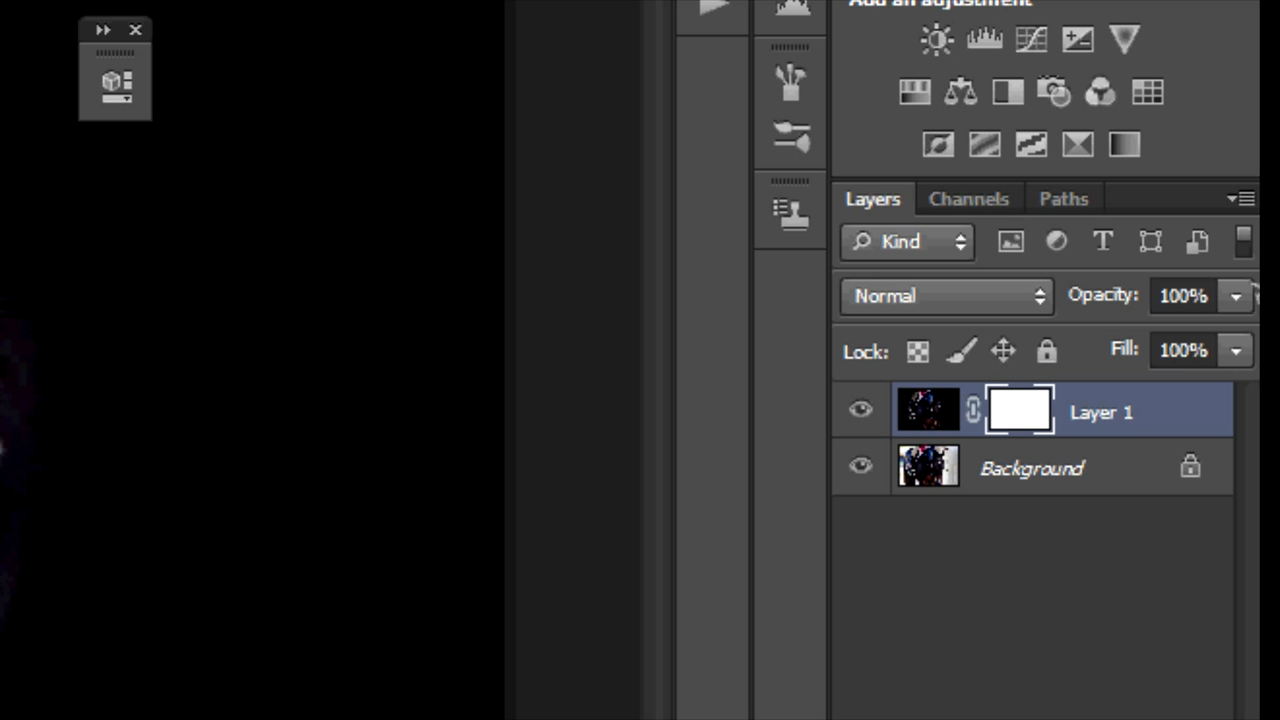 Add an adjustment
Layers Channels Paths
Kind
Normal Opacity: 100%
Lock: Fill: 100%
Layer 1
Background